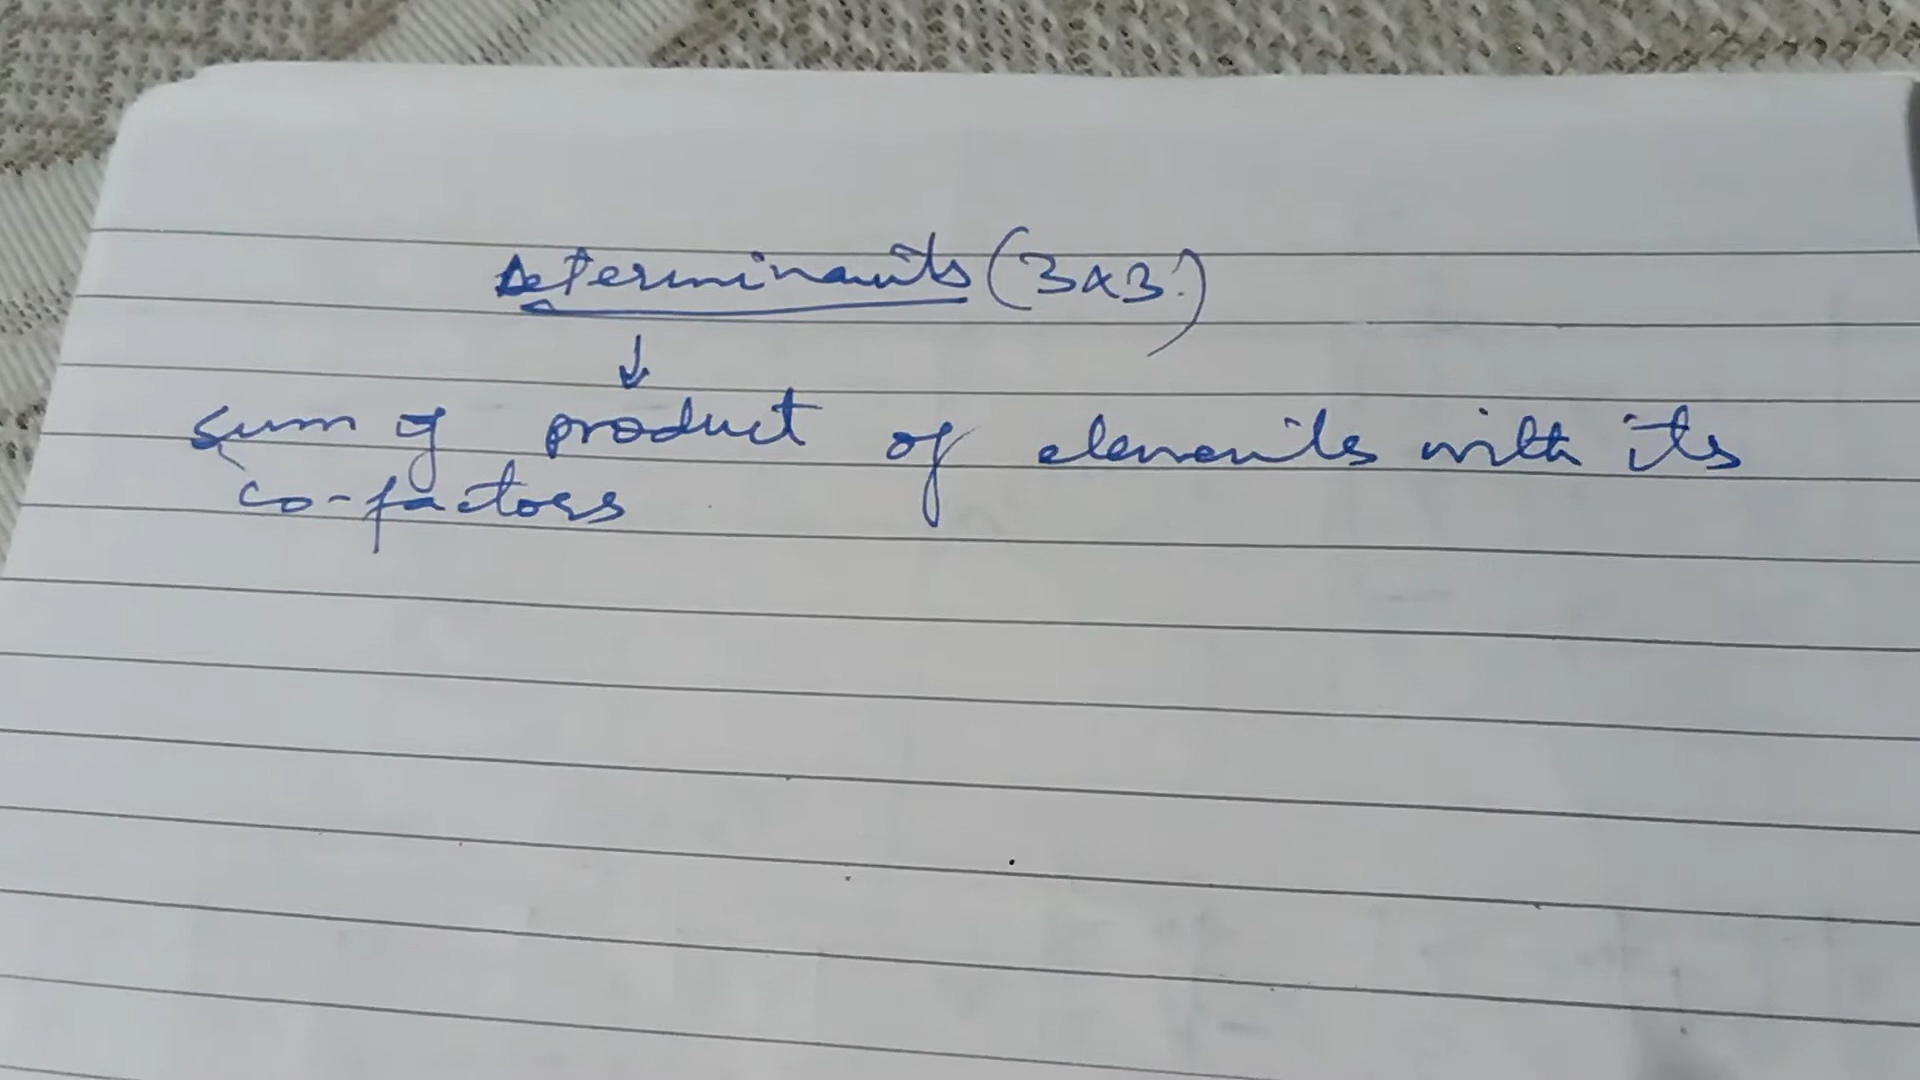 Determinants (3x3)
↓
sum of product of elements with its
co-factors